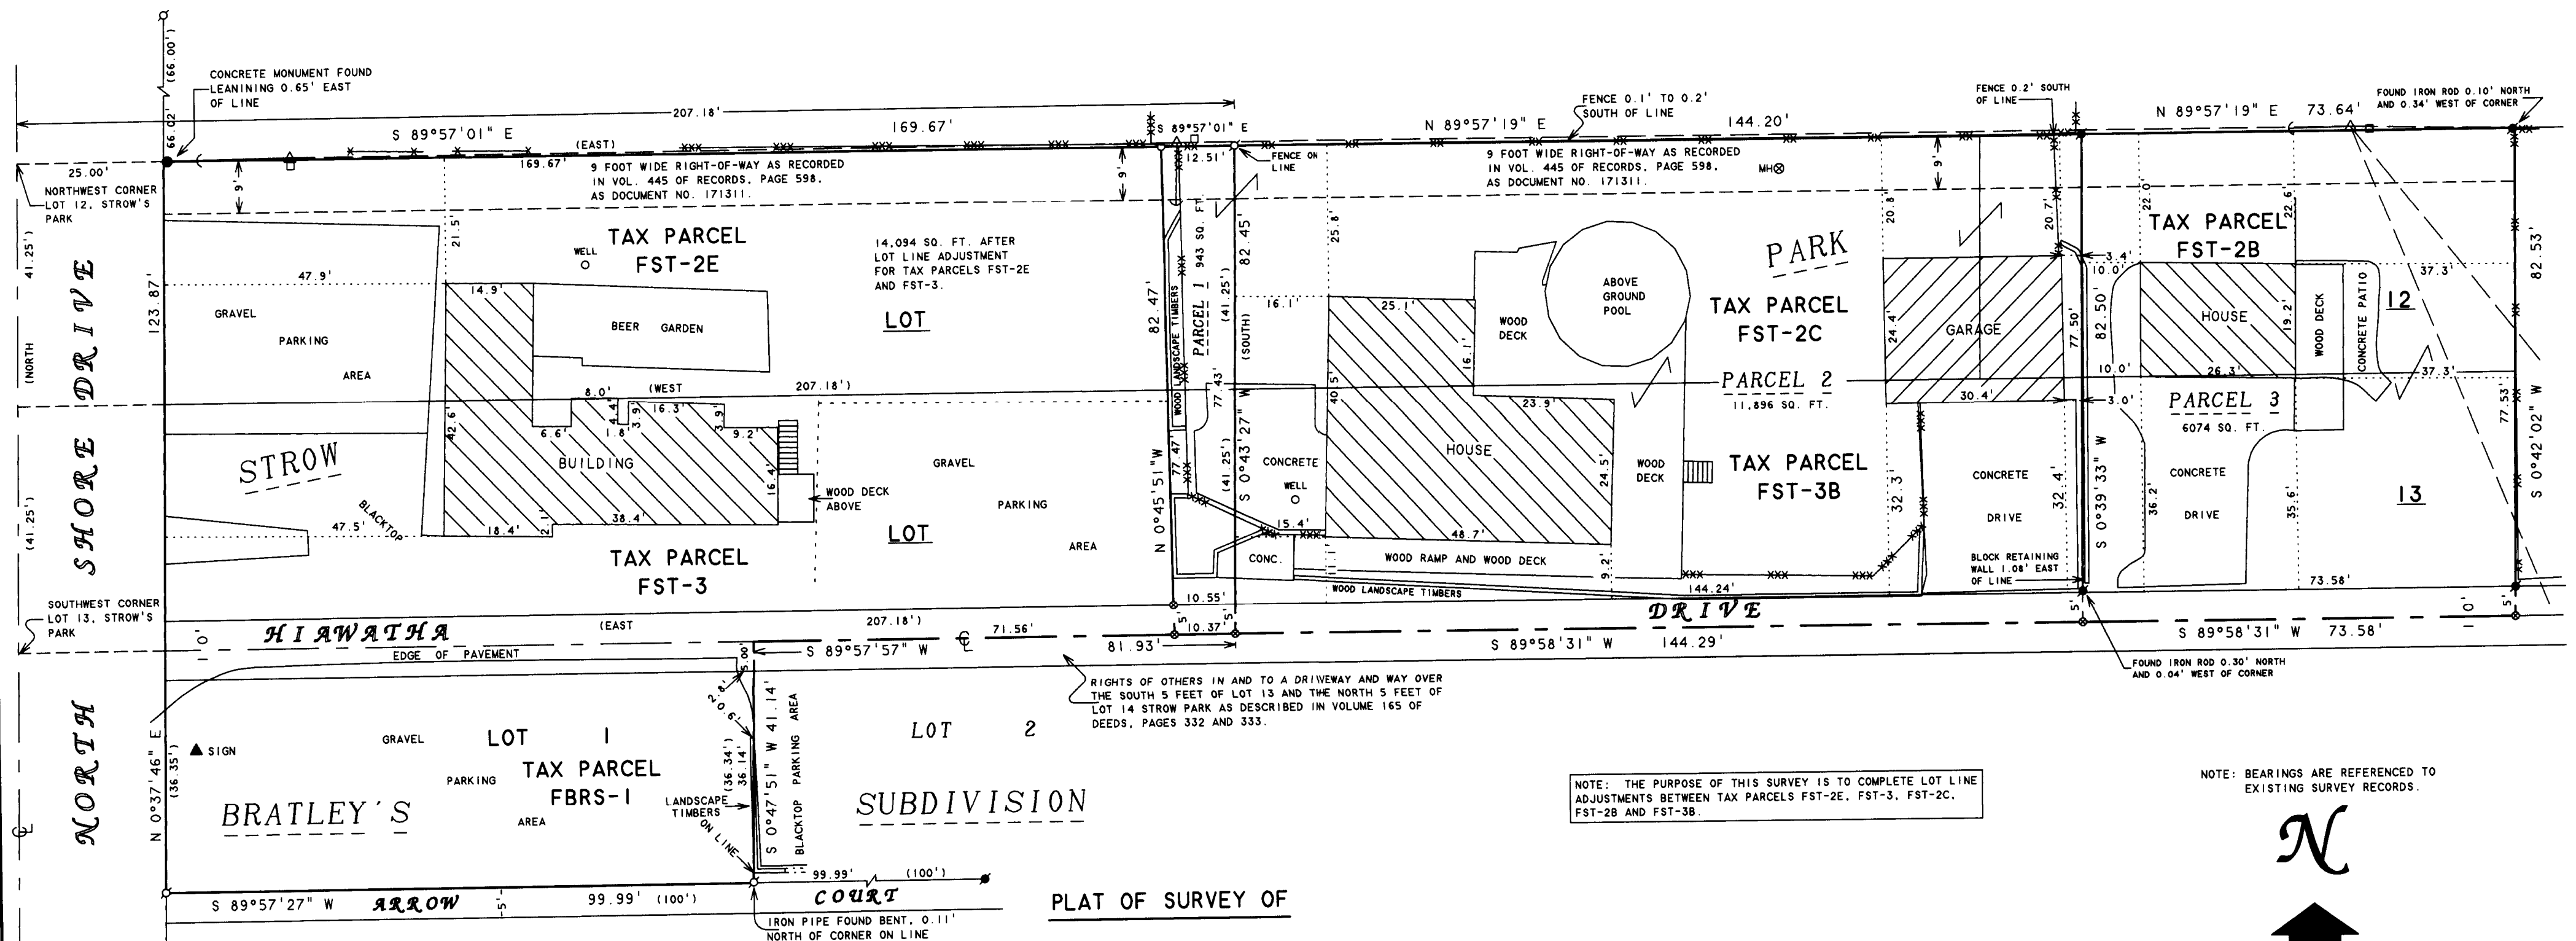 (66.00')
66.02'
CONCRETE MONUMENT FOUND
LEANINING 0.65' EAST
OF LINE
207.18'
S 89°57'01" E
(EAST)
169.67'
169.67'
S 89°57'01" E
12.51'
FENCE ON
LINE
N 89°57'19" E
FENCE 0.1' TO 0.2'
SOUTH OF LINE
144.20'
FENCE 0.2' SOUTH
OF LINE
N 89°57'19" E
73.64'
FOUND IRON ROD 0.10' NORTH
AND 0.34' WEST OF CORNER
25.00'
NORTHWEST CORNER
LOT 12, STROW'S
PARK
9'
9 FOOT WIDE RIGHT-OF-WAY AS RECORDED
IN VOL. 445 OF RECORDS, PAGE 598,
AS DOCUMENT NO. 171311.
9'
9 FOOT WIDE RIGHT-OF-WAY AS RECORDED
IN VOL. 445 OF RECORDS, PAGE 598,
AS DOCUMENT NO. 171311.
MH
9'
41.25')
(NORTH
(41.25')
NORTH SHORE DRIVE
123.87'
21.5'
TAX PARCEL
FST-2E
WELL
14,094 SQ. FT. AFTER
LOT LINE ADJUSTMENT
FOR TAX PARCELS FST-2E
AND FST-3.
47.9'
14.9'
GRAVEL
PARKING
AREA
BEER GARDEN
LOT
82.47'
WOOD LANDSCAPE TIMBERS
PARCEL 1
943 SQ. FT.
82.45'
(41.25')
(SOUTH)
25.8'
16.1'
25.1'
16.1'
WOOD
DECK
ABOVE
GROUND
POOL
PARK
TAX PARCEL
FST-2C
20.8'
24.4'
GARAGE
20.7'
77.50'
82.50'
3.4'
10.0'
22.0'
TAX PARCEL
FST-2B
22.6'
HOUSE
19.2'
WOOD DECK
CONCRETE PATIO
37.3'
12
82.53'
(WEST
207.18')
8.0'
4.4'
3.9'
16.3'
3.9'
42.6'
6.6'
1.8'
9.2'
BUILDING
16.4'
STROW
BLACKTOP
47.5'
18.4'
2.1'
38.4'
WOOD DECK
ABOVE
GRAVEL
PARKING
AREA
LOT
TAX PARCEL
FST-3
77.47'
N 0°45'51"W
77.43'
(41.25')
S 0°43'27" W
40.5'
CONCRETE
WELL
15.4'
CONC.
11.1'
23.9'
HOUSE
24.5'
48.7'
WOOD RAMP AND WOOD DECK
9.2'
WOOD
DECK
PARCEL 2
11,896 SQ. FT.
TAX PARCEL
FST-3B
32.3'
30.4'
CONCRETE
DRIVE
32.4'
BLOCK RETAINING
WALL 1.08' EAST
OF LINE
10.0'
3.0'
26.3'
37.3'
PARCEL 3
6074 SQ. FT.
S 0°39'33" W
36.2'
CONCRETE
DRIVE
35.6'
13
77.53'
S 0°42'02" W
SOUTHWEST CORNER
LOT 13, STROW'S
PARK
10'
HIAWATHA
(EAST
207.18')
10.55'
WOOD LANDSCAPE TIMBERS
144.24'
DRIVE
73.58'
EDGE OF PAVEMENT
5.00'
S 89°57'57" W
71.56'
81.93'
5'
10.37'
5'
S 89°58'31" W
144.29'
5'
S 89°58'31" W
73.58'
10'
5'
FOUND IRON ROD 0.30' NORTH
AND 0.04' WEST OF CORNER
RIGHTS OF OTHERS IN AND TO A DRIVEWAY AND WAY OVER
THE SOUTH 5 FEET OF LOT 13 AND THE NORTH 5 FEET OF
LOT 14 STROW PARK AS DESCRIBED IN VOLUME 165 OF
DEEDS, PAGES 332 AND 333.
N 0°37'46" E
(36.35')
SIGN
GRAVEL
PARKING
AREA
LOT 1
TAX PARCEL
FBRS-1
BRATLEY'S
2.8'
20.6'
(36.34')
36.14'
LANDSCAPE
TIMBERS
ON LINE
S 0°47'51" W 41.14'
BLACKTOP PARKING AREA
LOT 2
SUBDIVISION
NOTE: THE PURPOSE OF THIS SURVEY IS TO COMPLETE LOT LINE
ADJUSTMENTS BETWEEN TAX PARCELS FST-2E, FST-3, FST-2C,
FST-2B AND FST-3B.
NOTE: BEARINGS ARE REFERENCED TO
EXISTING SURVEY RECORDS.
N
S 89°57'27" W
ARROW
5'
99.99' (100')
99.99'
(100')
COURT
IRON PIPE FOUND BENT, 0.11'
NORTH OF CORNER ON LINE
PLAT OF SURVEY OF